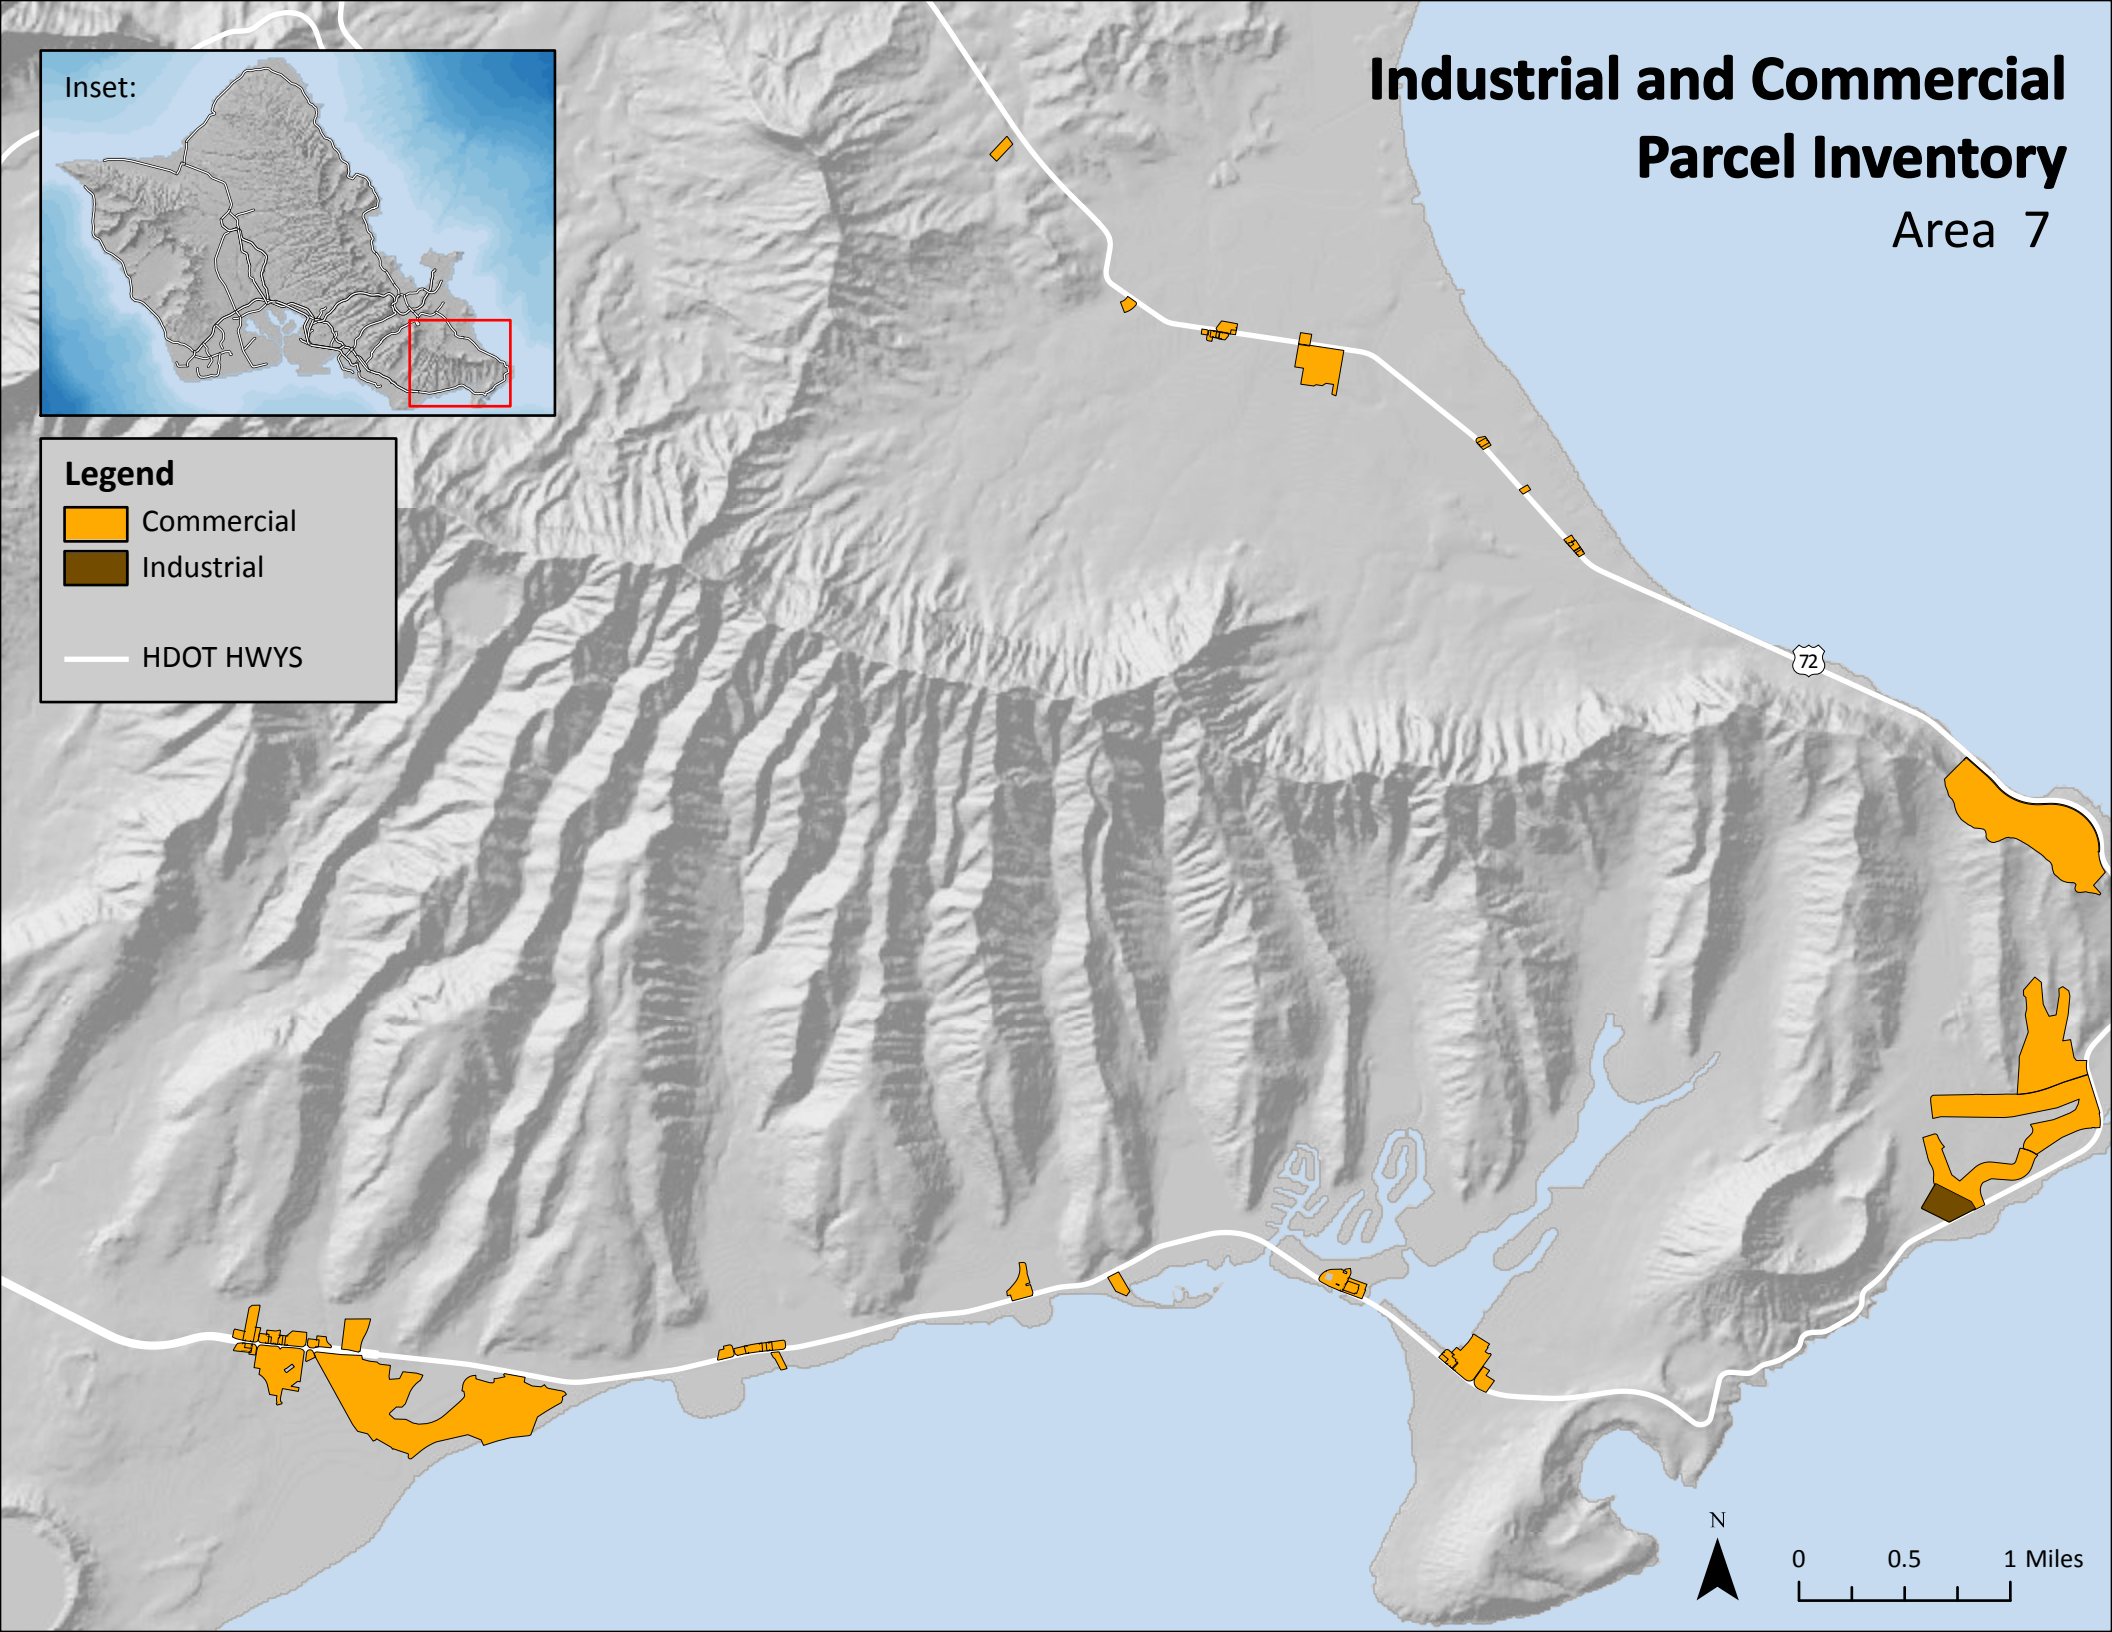 Industrial and Commercial
Parcel Inventory
Area 7
Inset:
Legend
Commercial
Industrial
HDOT HWYS
72
N
0 0.5 1 Miles